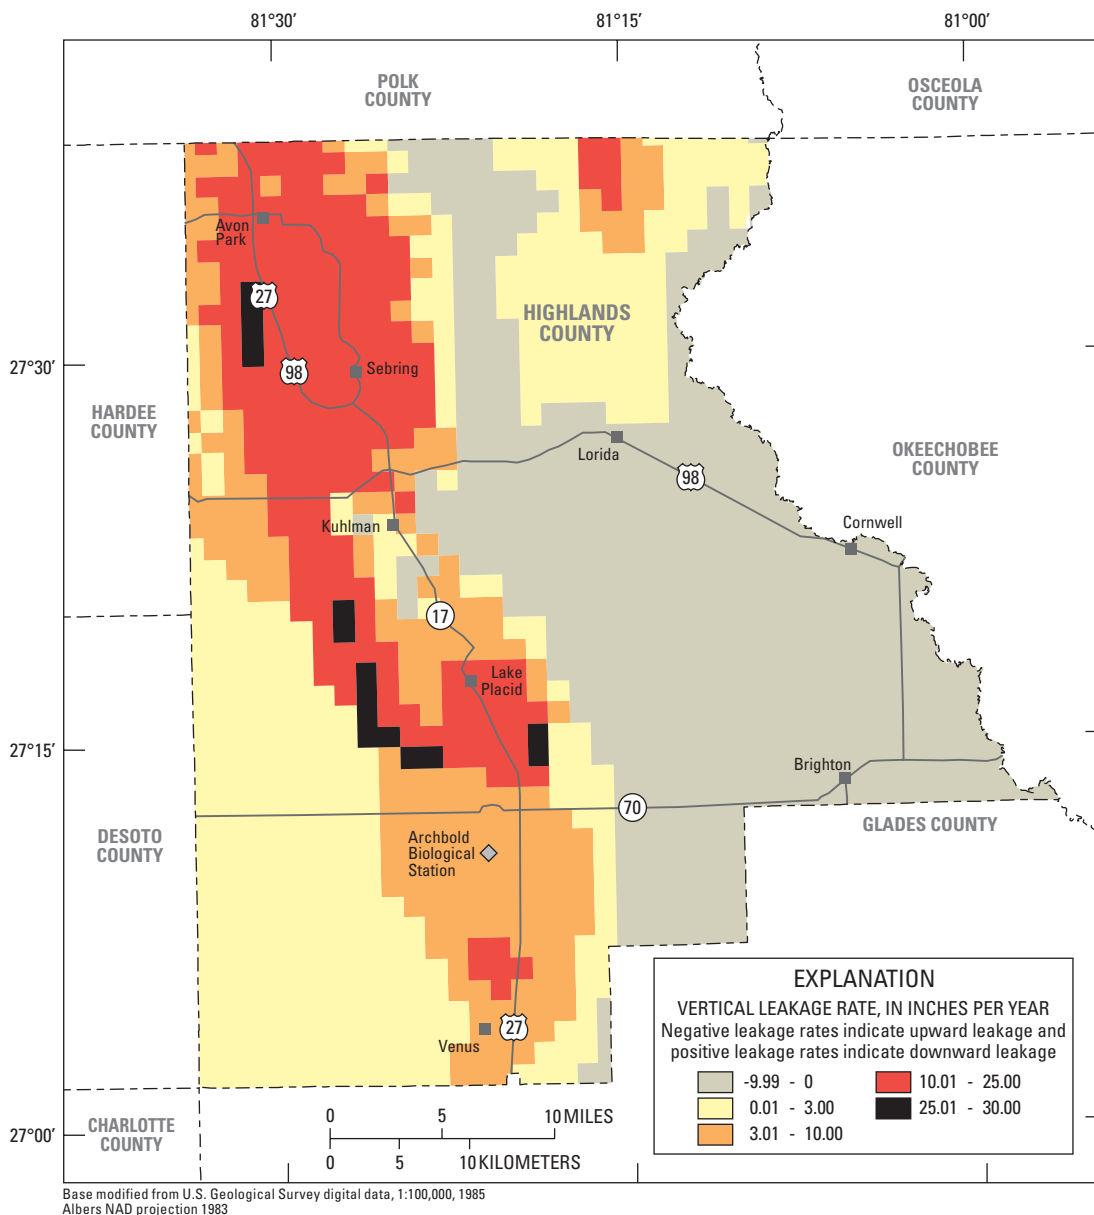 81°30'
81°15'
81°00'
POLK
COUNTY
OSCEOLA
COUNTY
Avon
Park
27
HIGHLANDS
COUNTY
27°30'
98
Sebring
HARDEE
COUNTY
Lorida
OKEECHOBEE
COUNTY
98
Kuhlman
Cornwell
17
Lake
Placid
27°15'
Brighton
70
DESOTO
COUNTY
GLADES COUNTY
Archbold
Biological
Station
Venus
27
EXPLANATION
VERTICAL LEAKAGE RATE, IN INCHES PER YEAR
Negative leakage rates indicate upward leakage and
positive leakage rates indicate downward leakage
-9.99 - 0
10.01 - 25.00
0.01 - 3.00
25.01 - 30.00
3.01 - 10.00
CHARLOTTE
COUNTY
27°00'
0 5 10 MILES
0 5 10 KILOMETERS
Base modified from U.S. Geological Survey digital data, 1:100,000, 1985
Albers NAD projection 1983